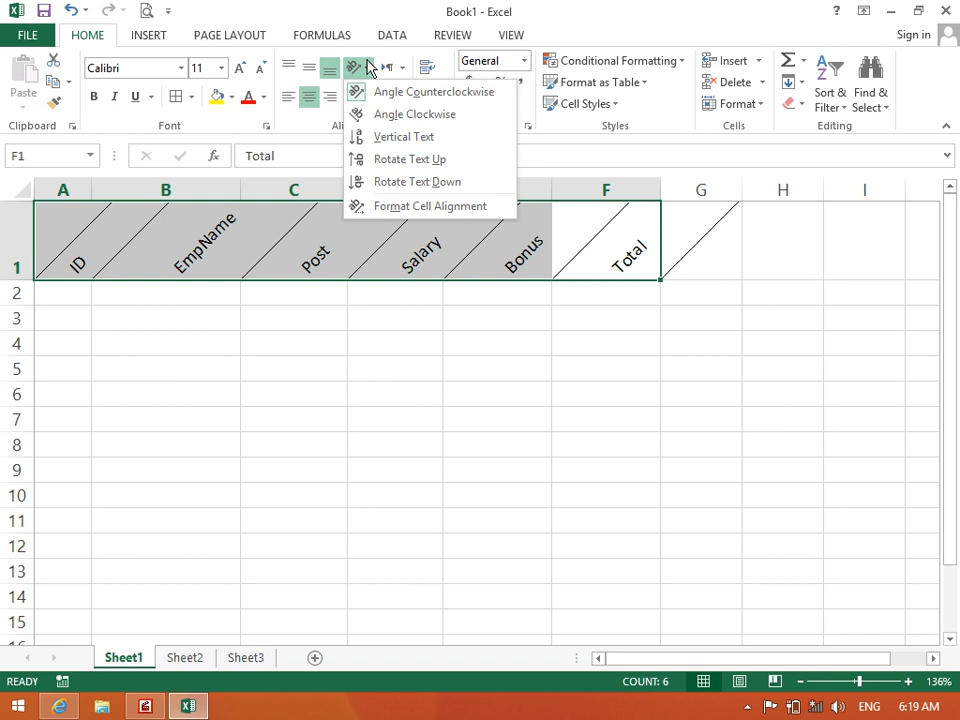 Book1 - Excel
?
FILE HOME INSERT PAGE LAYOUT FORMULAS DATA REVIEW VIEW Sign in
Paste
Calibri 11
General
Conditional Formatting
Format as Table
Cell Styles
Insert
Delete
Format
Sort & Filter
Find & Select
B I U
Clipboard Font Ali Styles Cells Editing
Angle Counterclockwise
Angle Clockwise
Vertical Text
Rotate Text Up
Rotate Text Down
Format Cell Alignment
F1 fx Total
A B C F G H I
1 ID EmpName Post Salary Bonus Total
2
3
4
5
6
7
8
9
10
11
12
13
14
15
Sheet1 Sheet2 Sheet3
READY COUNT: 6 136%
ENG 6:19 AM